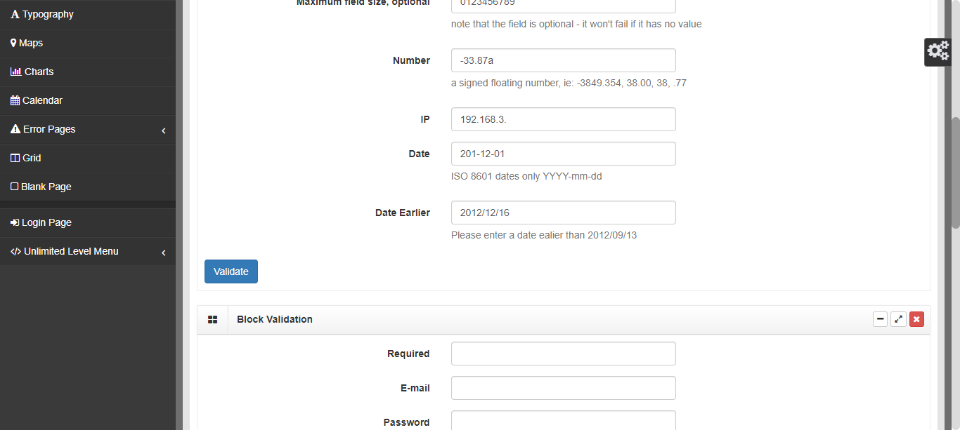 Typography
Maps
Charts
Calendar
Error Pages
Grid
Blank Page
Login Page
Unlimited Level Menu
Maximum field size, optional
0123456789
note that the field is optional - it won't fail if it has no value
Number
-33.87a
a signed floating number, ie: -3849.354, 38.00, 38, .77
IP
192.168.3.
Date
201-12-01
ISO 8601 dates only YYYY-mm-dd
Date Earlier
2012/12/16
Please enter a date ealier than 2012/09/13
Validate
Block Validation
Required
E-mail
Password